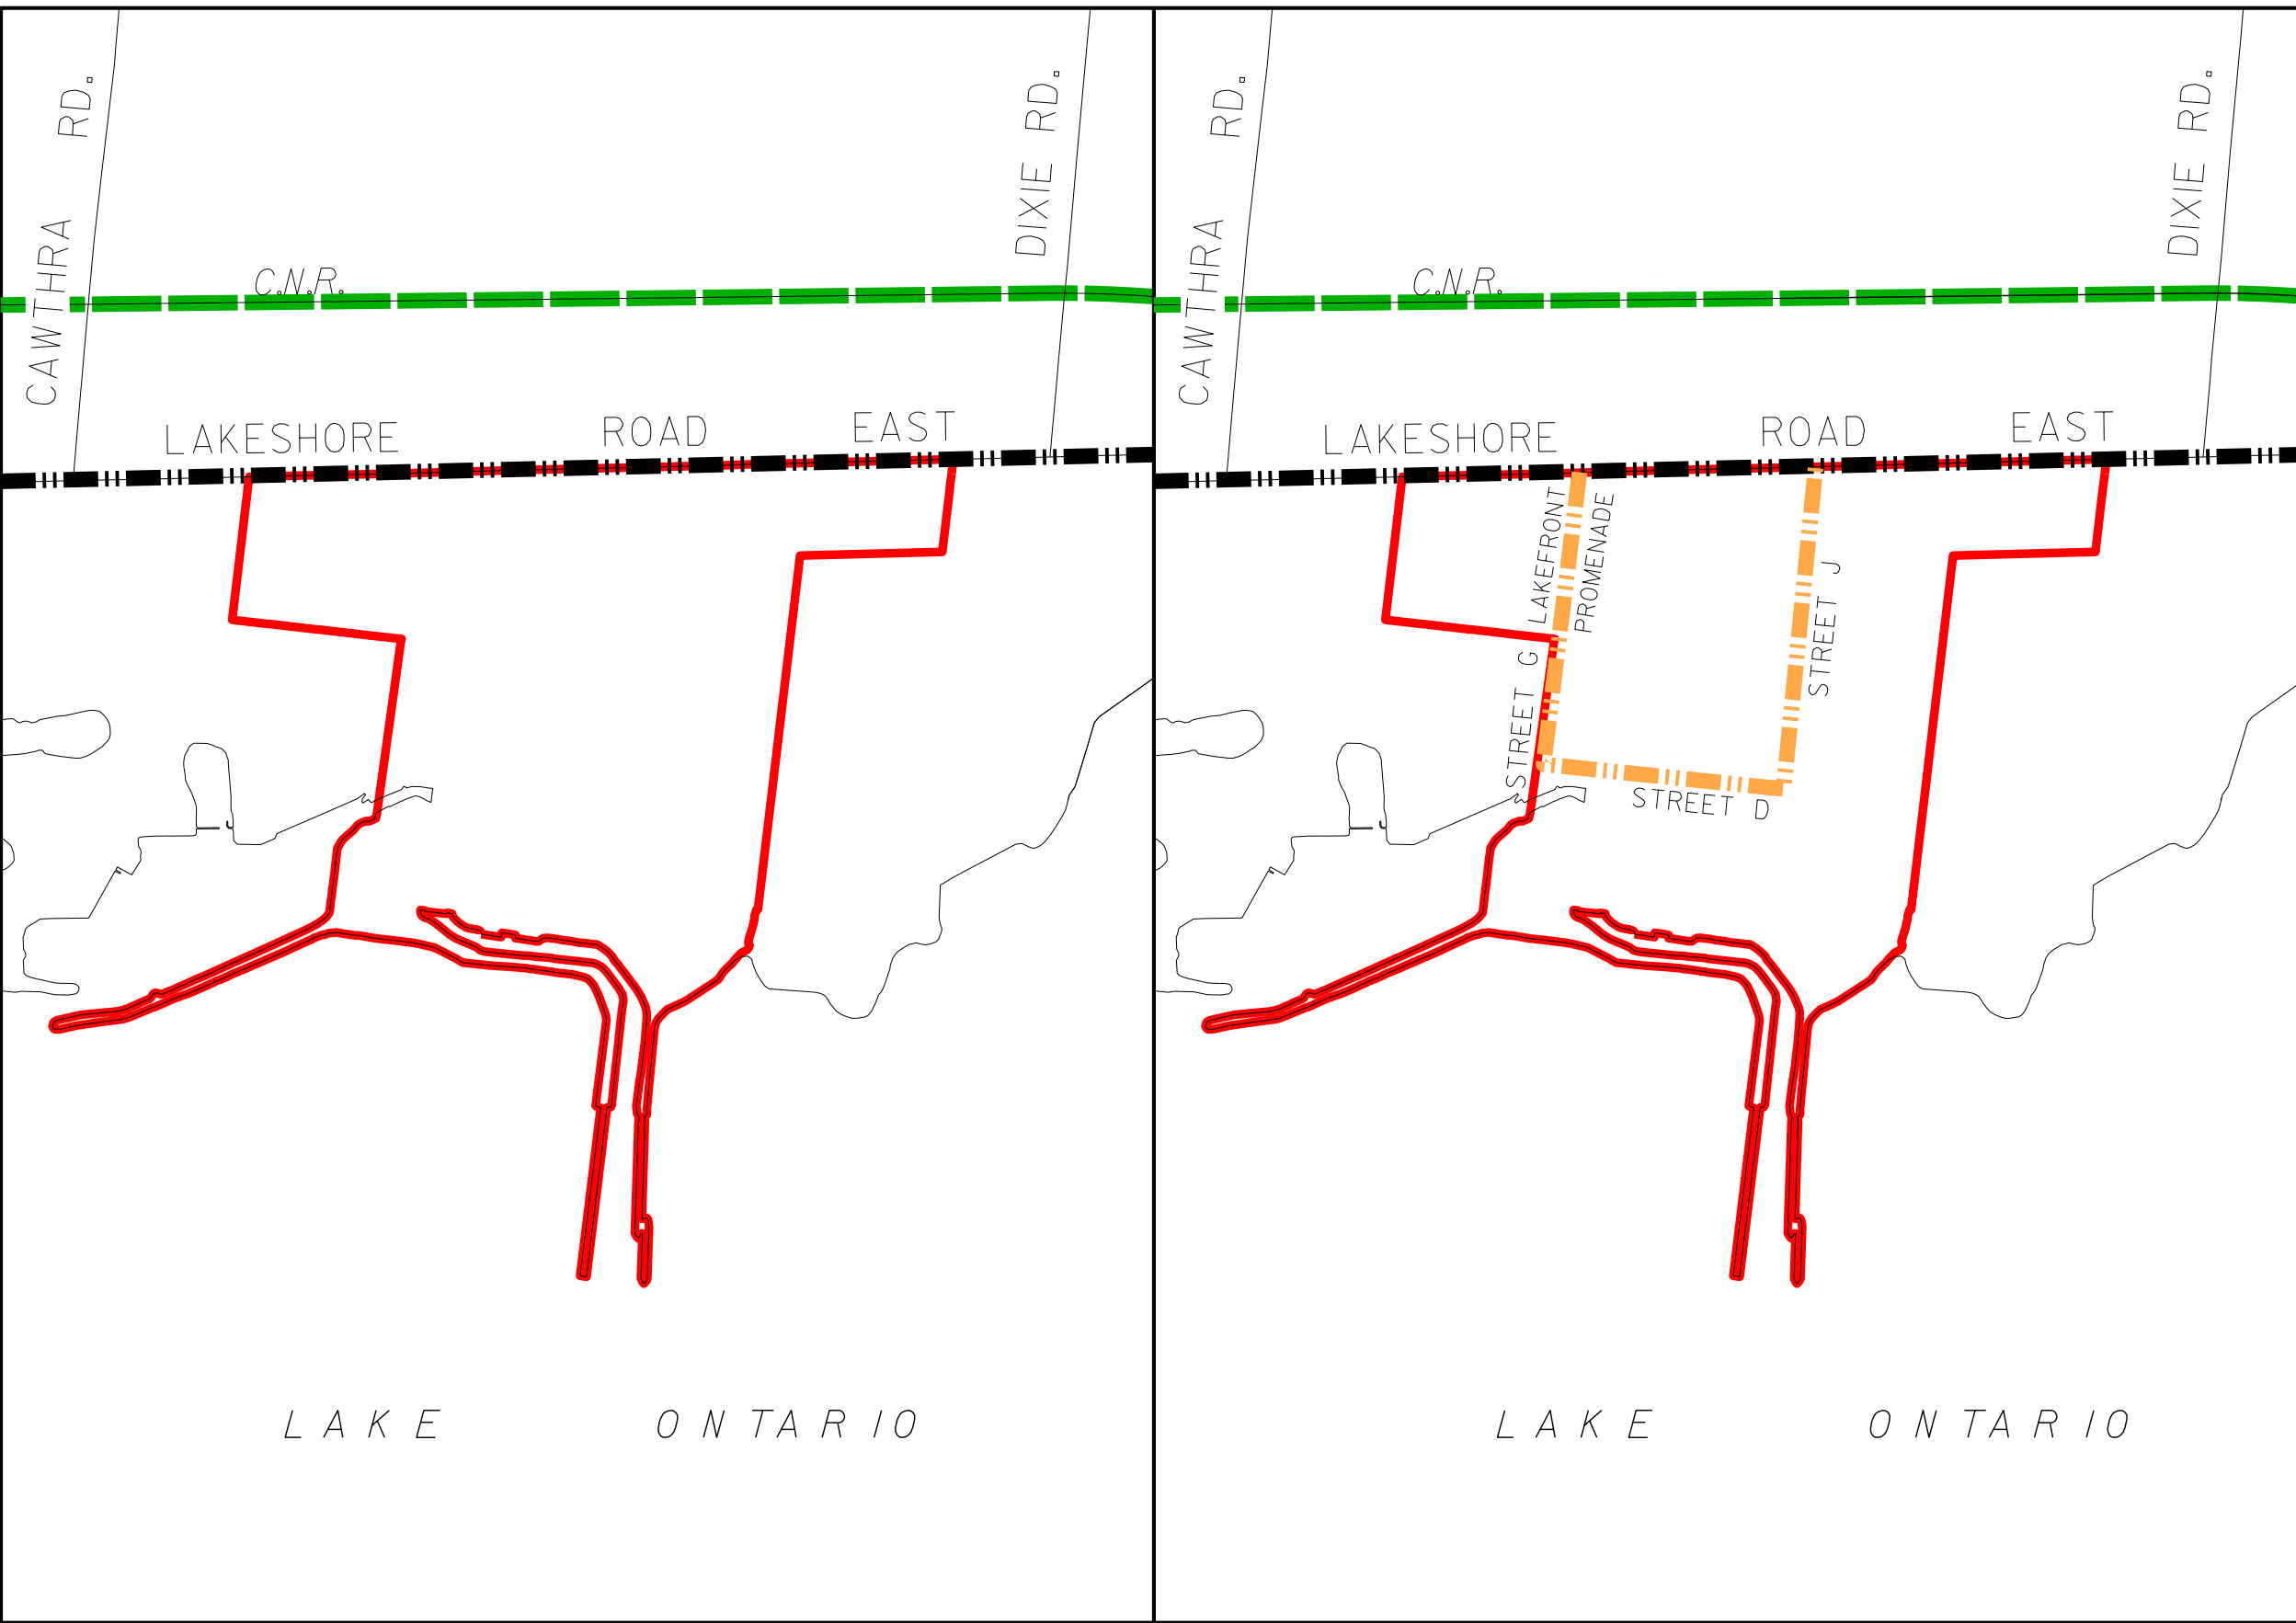 CAWTHRA RD.
DIXIE RD.
C.N.R.
LAKESHORE ROAD EAST
LAKE ONTARIO
CAWTHRA RD.
DIXIE RD.
C.N.R.
LAKESHORE ROAD EAST
STREET G LAKEFRONT
PROMENADE
STREET J
STREET D
LAKE ONTARIO